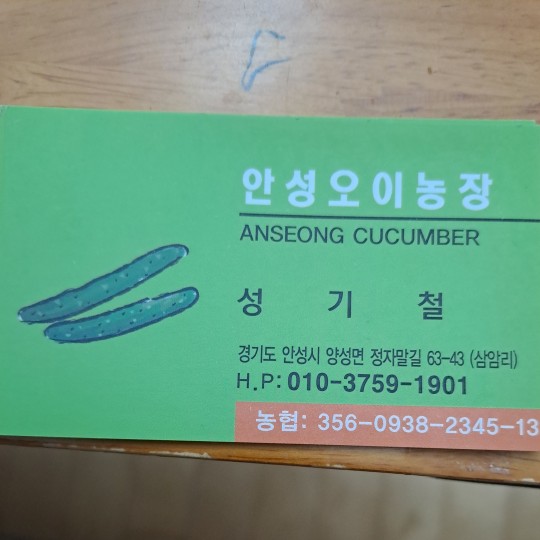 안성오이농장
ANSEONG CUCUMBER
성 기 철
경기도 안성시 양성면 정자말길 63-43 (삼암리)
H.P: 010-3759-1901
농협: 356-0938-2345-13